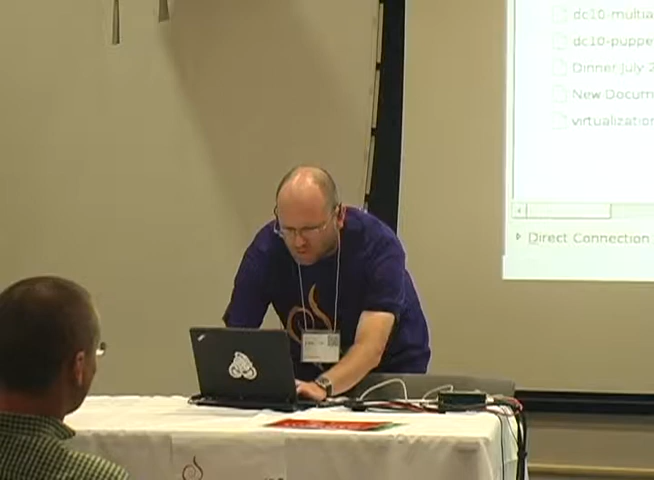 dc10-multia
dc10-puppe
Dinner July 2
New Docum
virtualization
Direct Connection